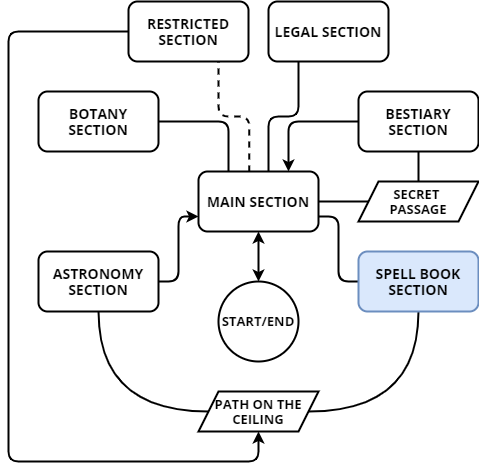 RESTRICTED
SECTION
LEGAL SECTION
BOTANY
SECTION
BESTIARY
SECTION
MAIN SECTION
SECRET
PASSAGE
ASTRONOMY
SECTION
SPELL BOOK
SECTION
START/END
PATH ON THE
CEILING